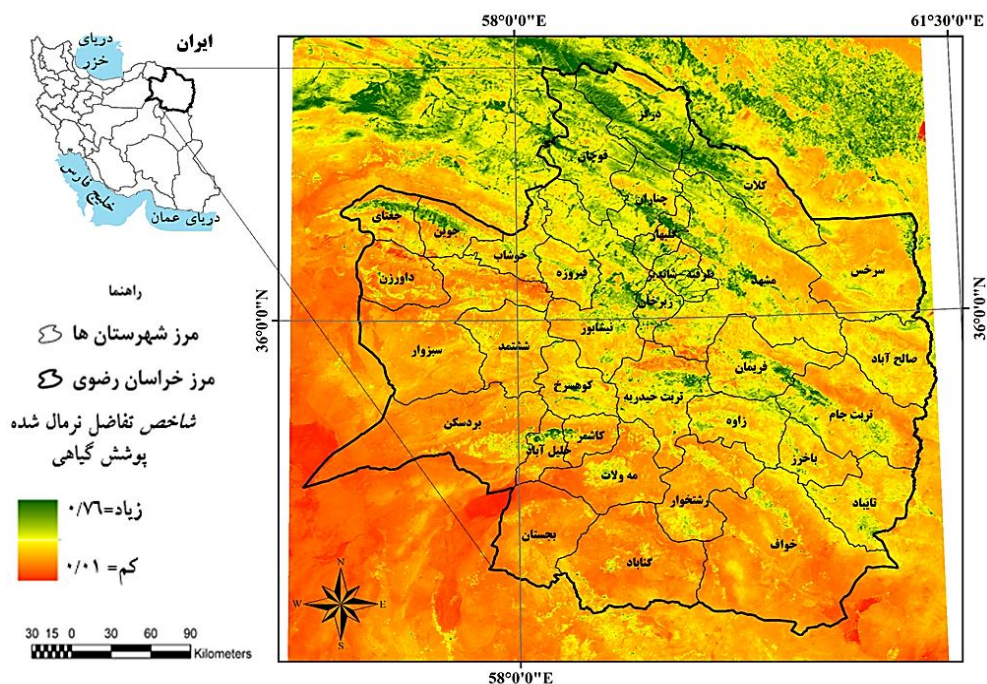 58°0'0"E
61°30'0"E
ایران
دریای
خزر
خلیج فارس
دریای عمان
36°0'0"N
36°0'0"N
58°0'0"E
درگز
قوچان
کلات
چناران
گلبهار
جغتای
جوین
خوشاب
فیروزه
طرقبه - شاندیز
مشهد
سرخس
داورزن
زبرخان
نیشابور
سبزوار
ششتمد
صالح آباد
فریمان
کوهسرخ
تربت حیدریه
تربت جام
بردسکن
کاشمر
خلیل آباد
زاوه
باخرز
مه ولات
رشتخوار
تایباد
بجستان
گناباد
خواف
راهنما
مرز شهرستان ها
مرز خراسان رضوی
شاخص تفاضل نرمال شده
پوشش گیاهی
زیاد=۰/۷۶
کم= ۰/۰۱
N
W E
S
30 15 0 30 60 90
Kilometers